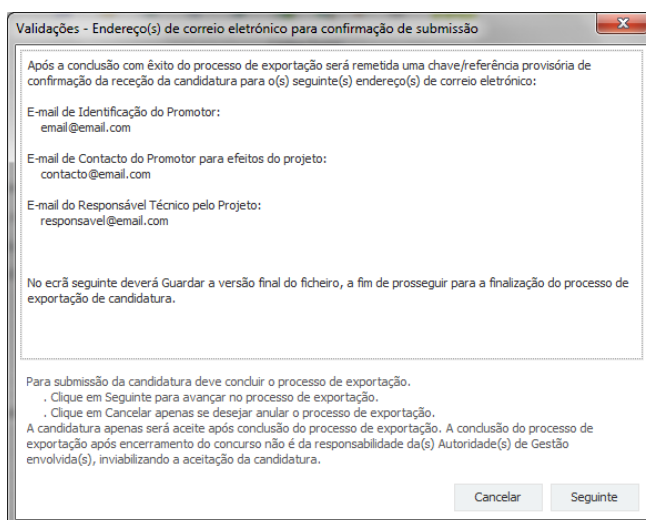 Validações - Endereço(s) de correio eletrónico para confirmação de submissão
X
Após a conclusão com êxito do processo de exportação será remetida uma chave/referência provisória de
confirmação da receção da candidatura para o(s) seguinte(s) endereço(s) de correio eletrónico:
E-mail de Identificação do Promotor:
email@email.com
E-mail de Contacto do Promotor para efeitos do projeto:
contacto@email.com
E-mail do Responsável Técnico pelo Projeto:
responsavel@email.com
No ecrã seguinte deverá Guardar a versão final do ficheiro, a fim de prosseguir para a finalização do processo de
exportação de candidatura.
Para submissão da candidatura deve concluir o processo de exportação.
. Clique em Seguinte para avançar no processo de exportação.
. Clique em Cancelar apenas se desejar anular o processo de exportação.
A candidatura apenas será aceite após conclusão do processo de exportação. A conclusão do processo de
exportação após encerramento do concurso não é da responsabilidade da(s) Autoridade(s) de Gestão
envolvida(s), inviabilizando a aceitação da candidatura.
Cancelar Seguinte